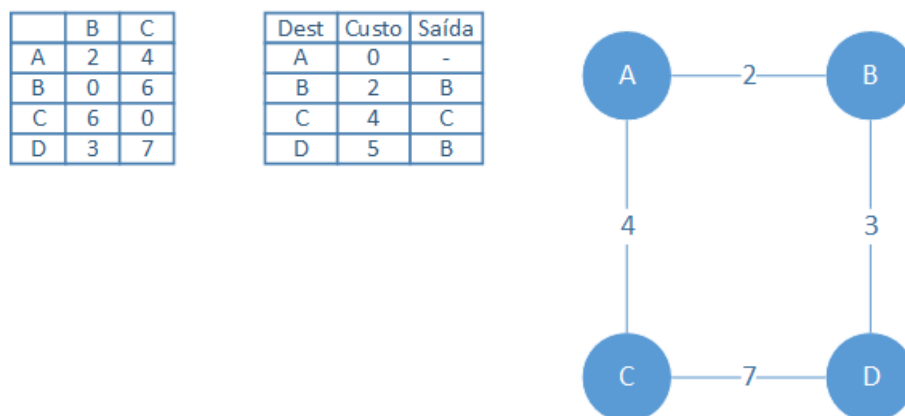 B C
A 2 4
B 0 6
C 6 0
D 3 7
Dest Custo Saída
A 0 -
B 2 B
C 4 C
D 5 B
A 2 B
4 3
C 7 D